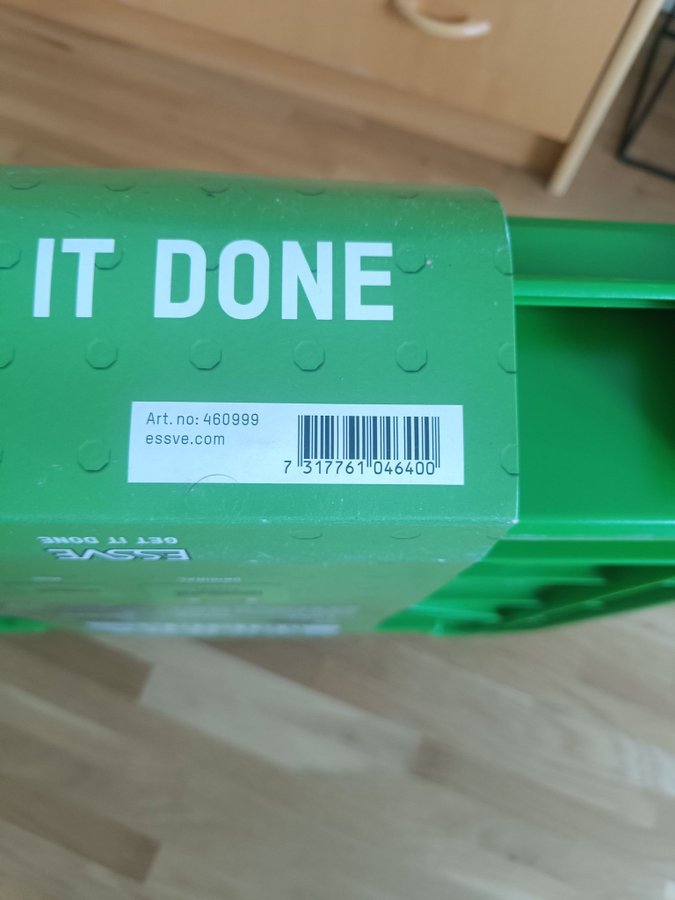 IT DONE
Art. no: 460999
essve.com
7 317761 046400
ESSVE
GET IT DONE